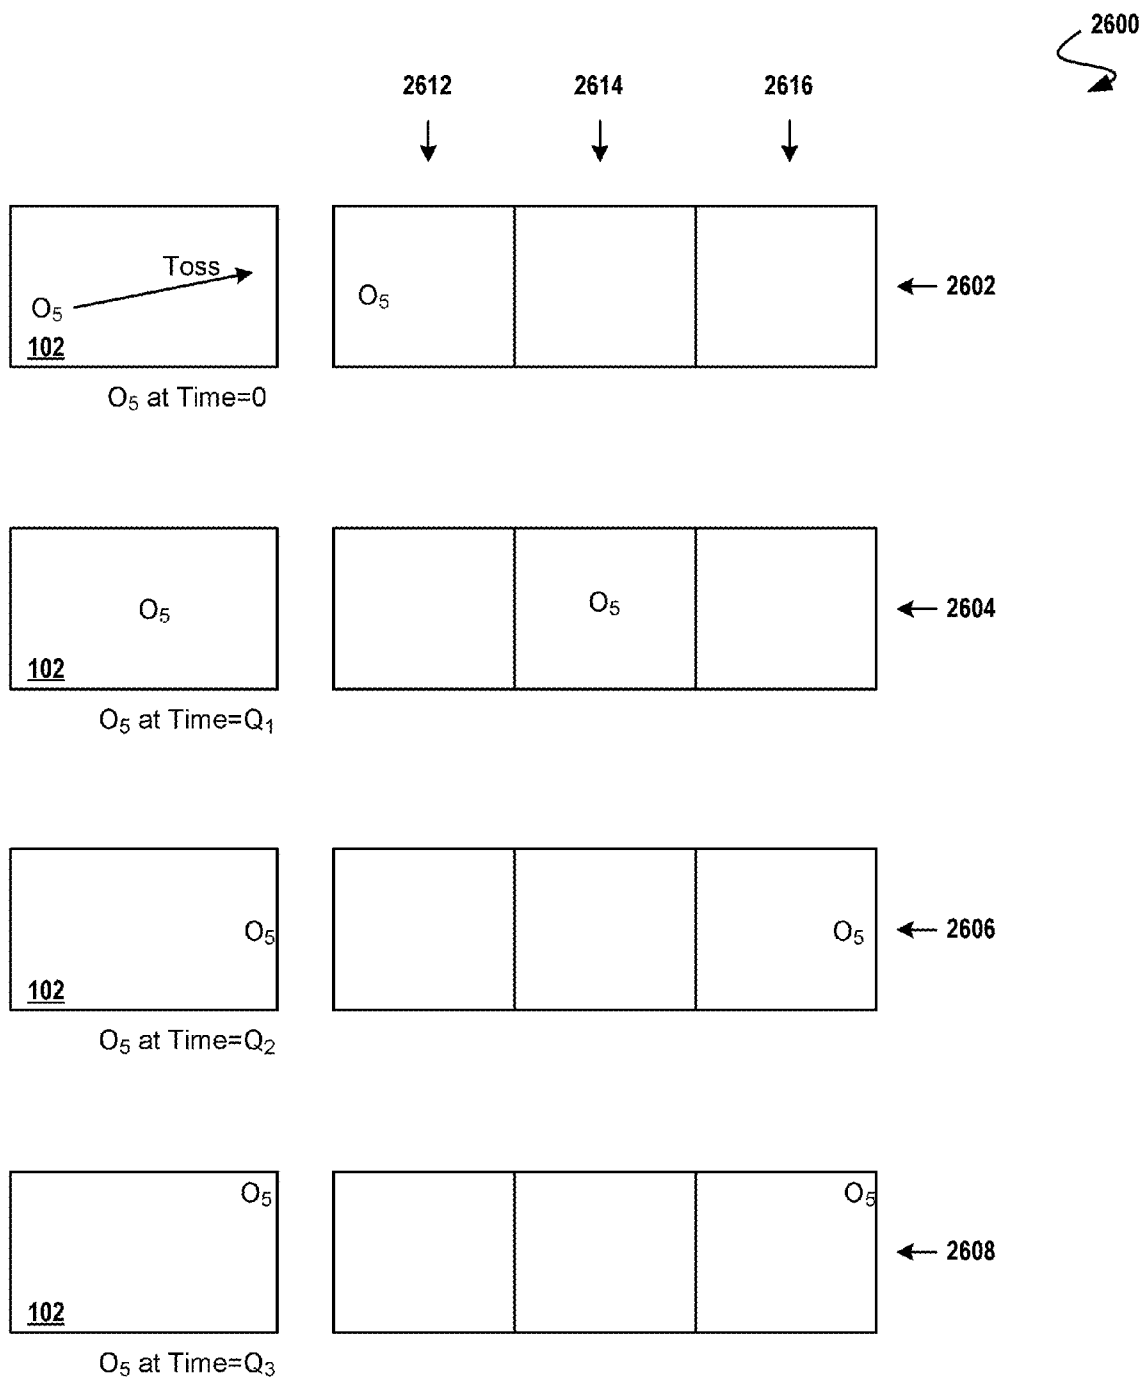 2600
2612 2614 2616
Toss
O₅
O₅
2602
102
O₅ at Time=0
O₅
O₅
2604
102
O₅ at Time=Q₁
O₅
O₅
2606
102
O₅ at Time=Q₂
O₅
O₅
2608
102
O₅ at Time=Q₃